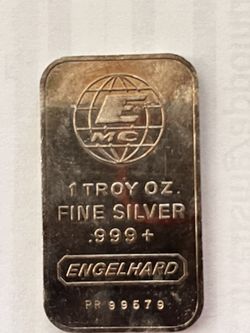 E
MC
1 TROY OZ.
FINE SILVER
.999+
ENGELHARD
PR 99579